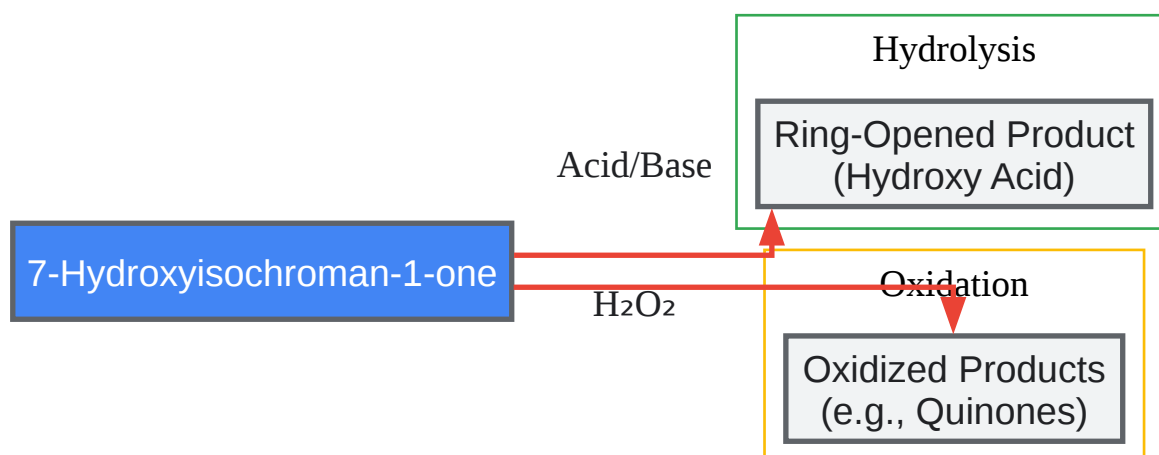 Hydrolysis
Ring-Opened Product
(Hydroxy Acid)
Acid/Base
7-Hydroxyisochroman-1-one
H₂O₂
Oxidation
Oxidized Products
(e.g., Quinones)